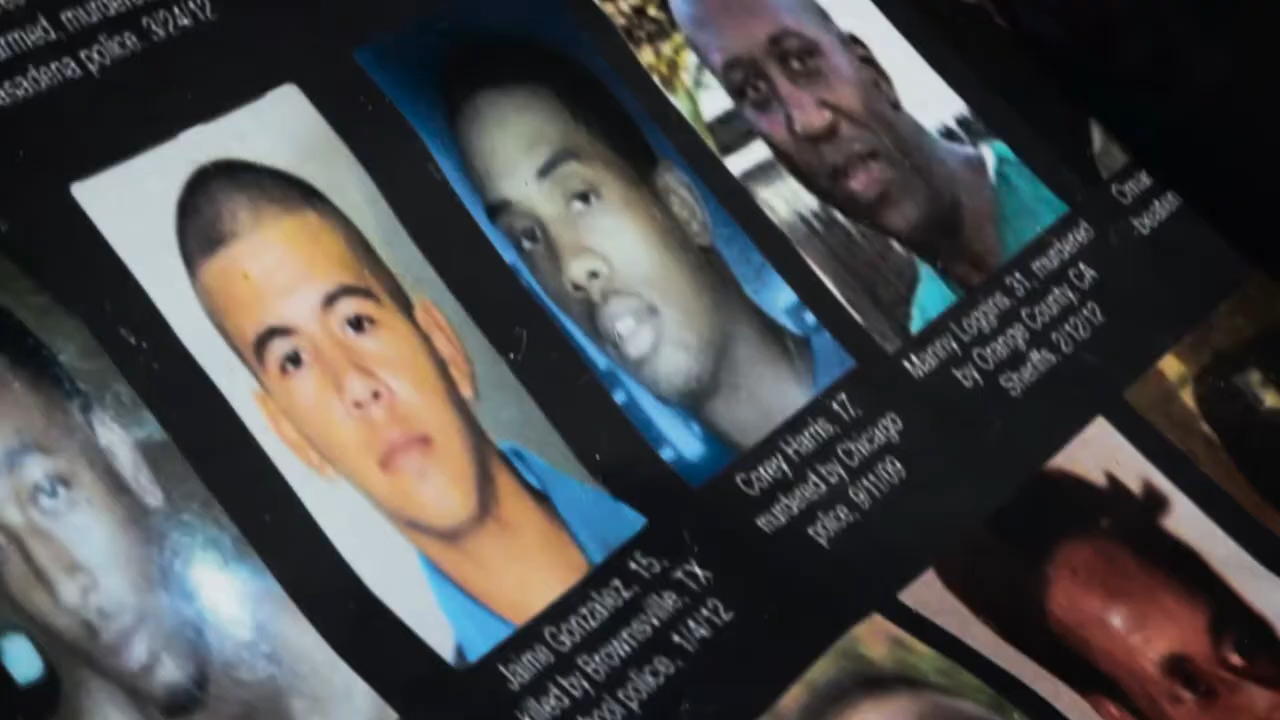 armed, murdered
asadena police. 3/24/12
Jaime Gonzalez, 15,
killed by Brownsville, TX
school police, 1/4/12
Corey Harris, 17,
murdered by Chicago
police, 9/11/09
Manny Loggins, 31, murdered
by Orange County, CA
Sheriffs, 2/12/12
Omar
beaten